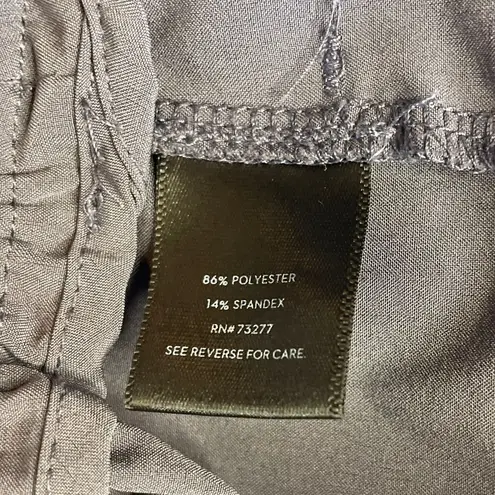 86% POLYESTER
14% SPANDEX
RN# 73277
SEE REVERSE FOR CARE.